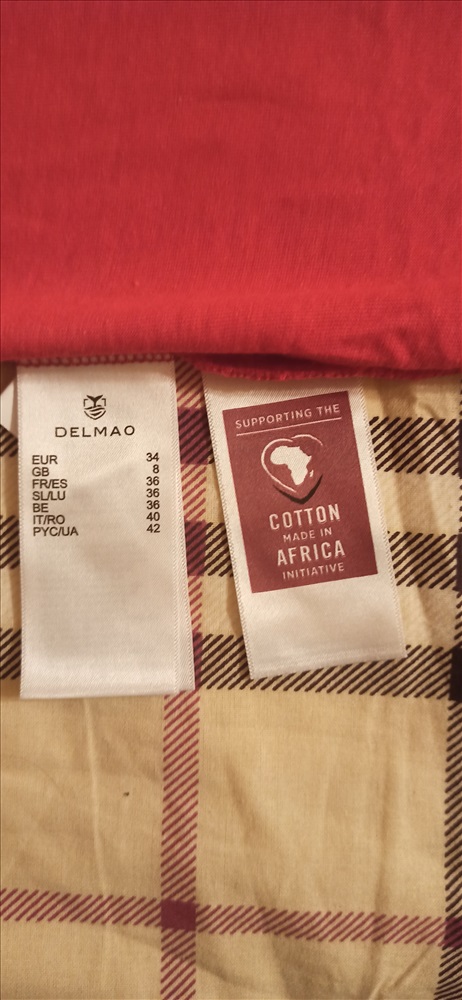 DELMAO
EUR 34
GB 8
FR/ES 36
SL/LU 36
BE 36
IT/RO 40
PYC/UA 42
SUPPORTING THE
COTTON
MADE IN
AFRICA
INITIATIVE